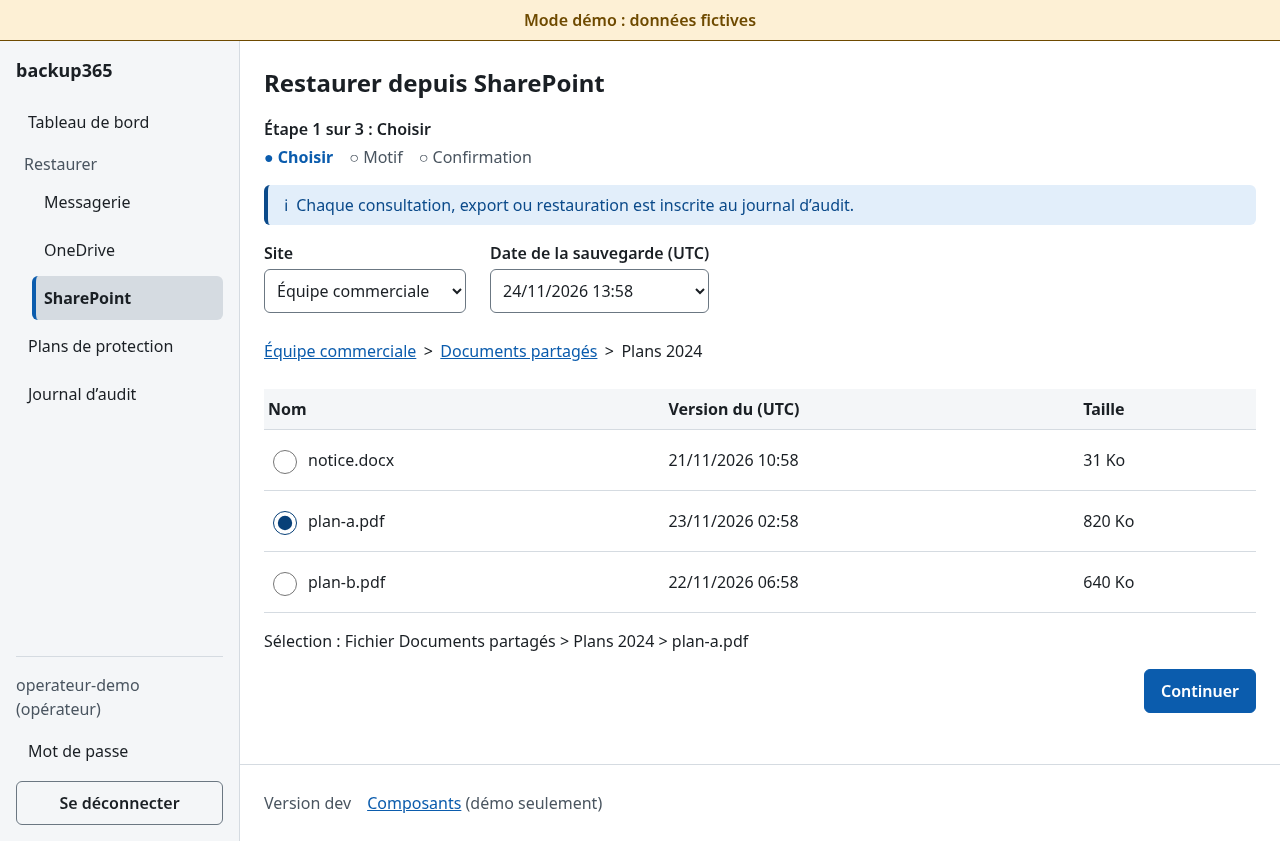 Mode démo : données fictives
backup365
Tableau de bord
Restaurer
Messagerie
OneDrive
SharePoint
Plans de protection
Journal d’audit
operateur-demo
(opérateur)
Mot de passe
Se déconnecter
Restaurer depuis SharePoint
Étape 1 sur 3 : Choisir
● Choisir ○ Motif ○ Confirmation
i Chaque consultation, export ou restauration est inscrite au journal d’audit.
Site Date de la sauvegarde (UTC)
Équipe commerciale 24/11/2026 13:58
Équipe commerciale > Documents partagés > Plans 2024
Nom Version du (UTC) Taille
notice.docx 21/11/2026 10:58 31 Ko
plan-a.pdf 23/11/2026 02:58 820 Ko
plan-b.pdf 22/11/2026 06:58 640 Ko
Sélection : Fichier Documents partagés > Plans 2024 > plan-a.pdf
Continuer
Version dev Composants (démo seulement)